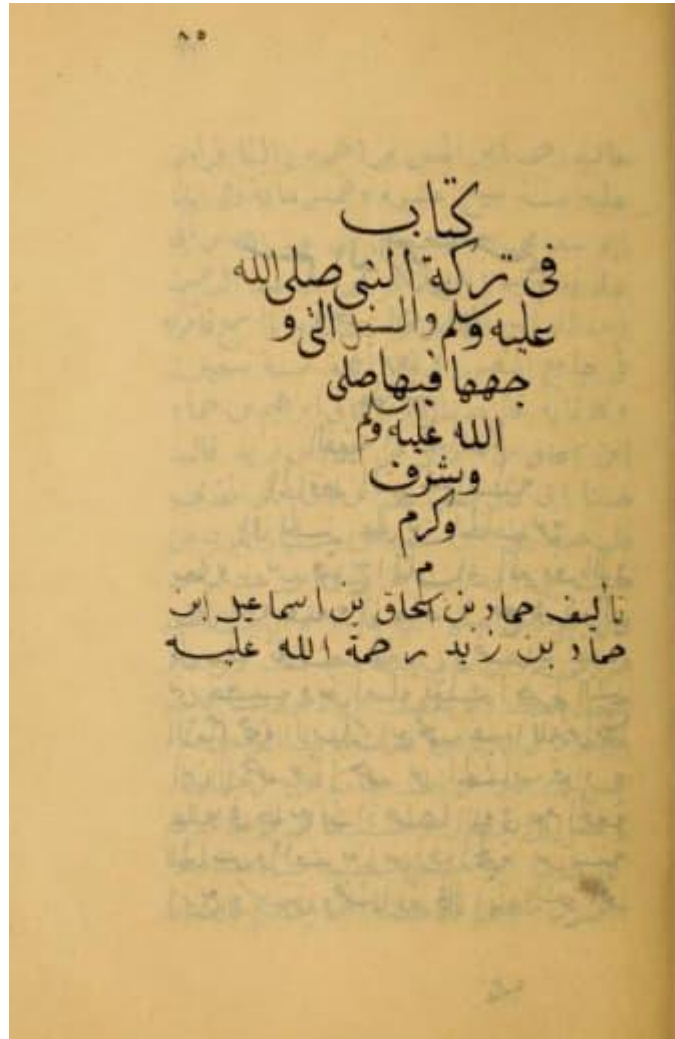 ٨٥
كتاب
فى تركة النبى صلى الله
عليه وسلم والسبل التى و
جهها فيها صلى
الله عليه وسلم
وشرف
وكرم
م
تأليف حماد بن اسحاق بن اسماعيل ابن
حماد بن زيد رحمة الله عليه